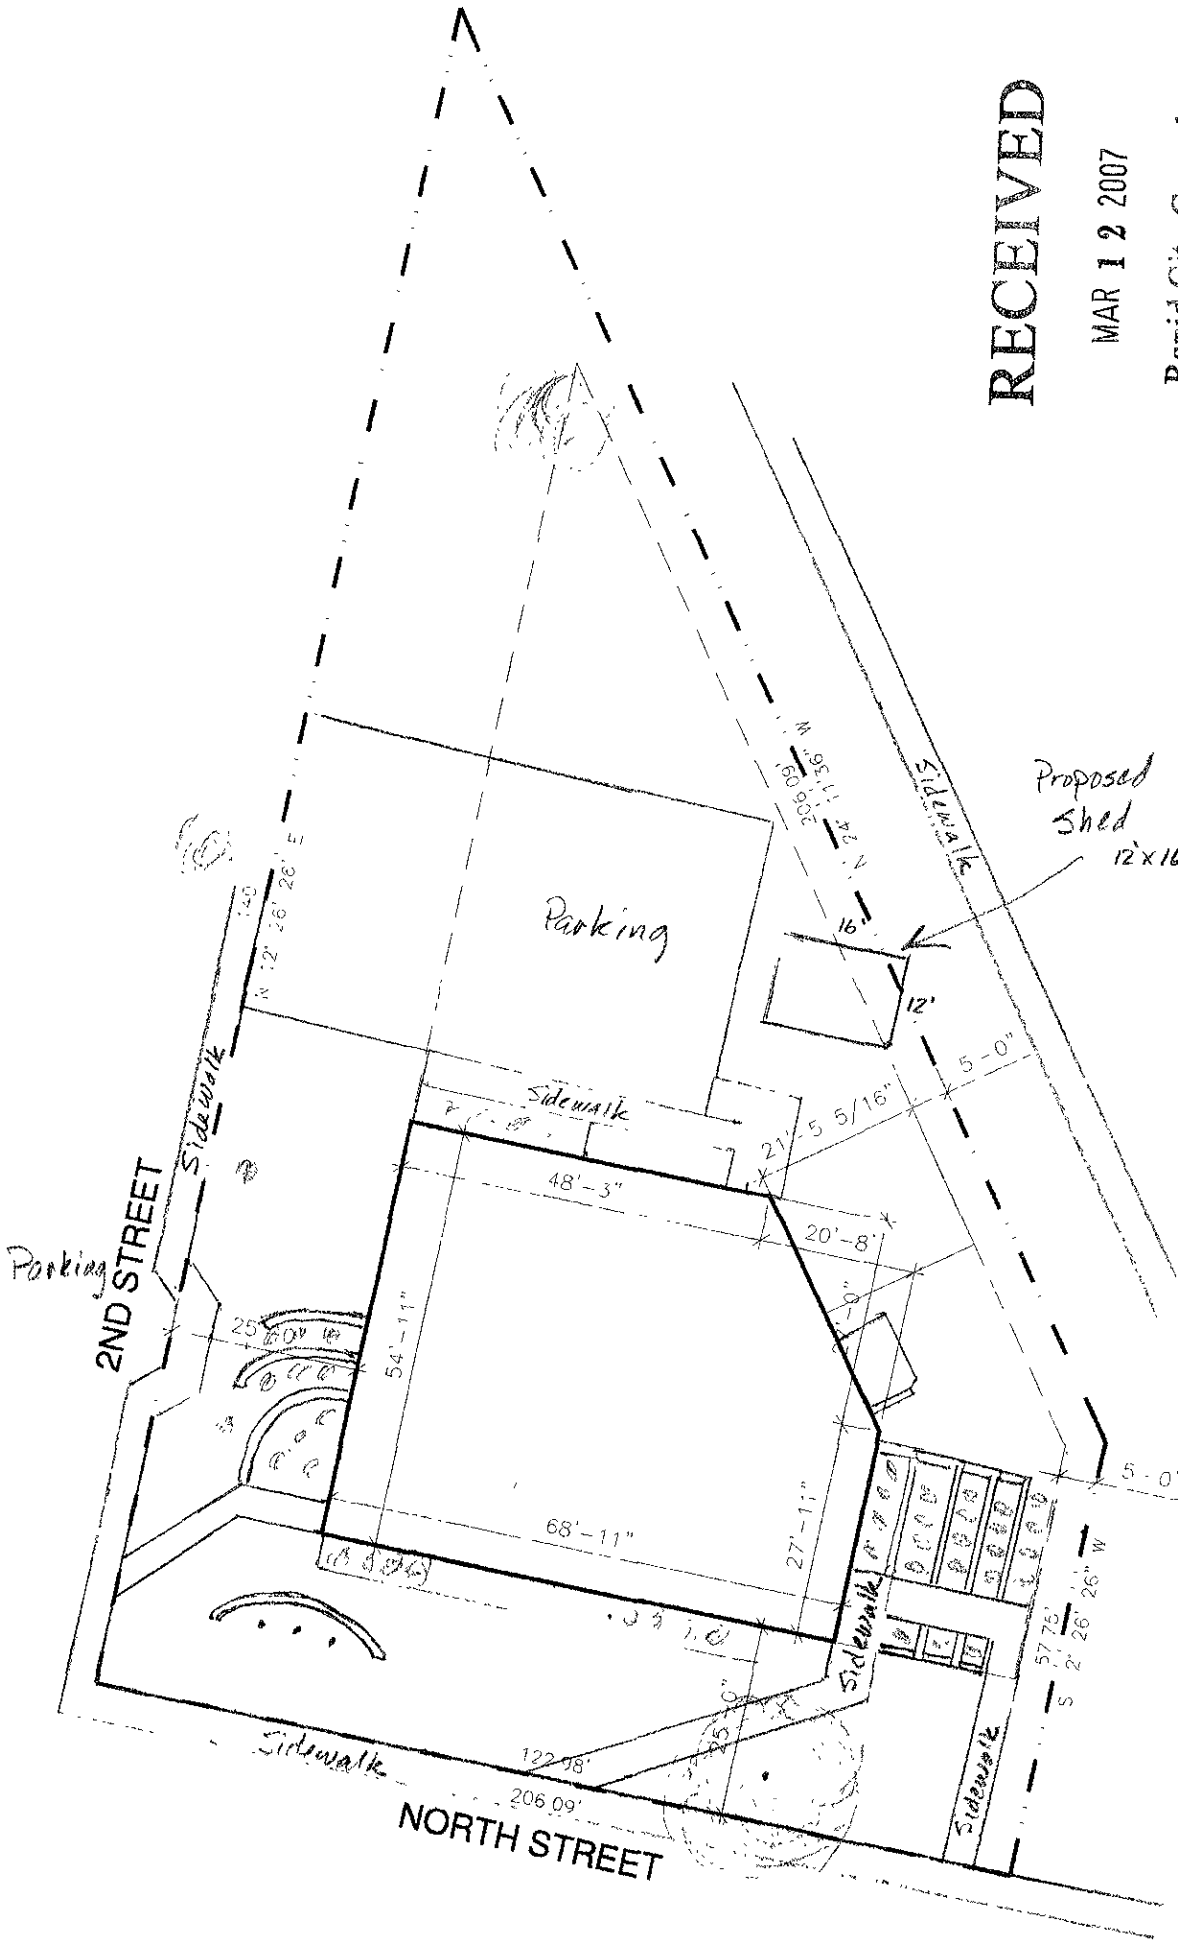 RECEIVED
MAR 1 2 2007
Rapid City
Proposed
Shed
12'x16
Sidewalk
N 24° 11' 36" W
206.09'
16'
12'
Parking
140
N 12° 26' 26" E
Sidewalk
2ND STREET
Parking
Sidewalk
5-0"
21'-5 5/16"
48'-3"
20'-8"
54'-11"
68'-11"
27'-11"
5-0"
Sidewalk
57.75'
26' 26" W
Sidewalk
Sidewalk
122.98'
206.09'
NORTH STREET